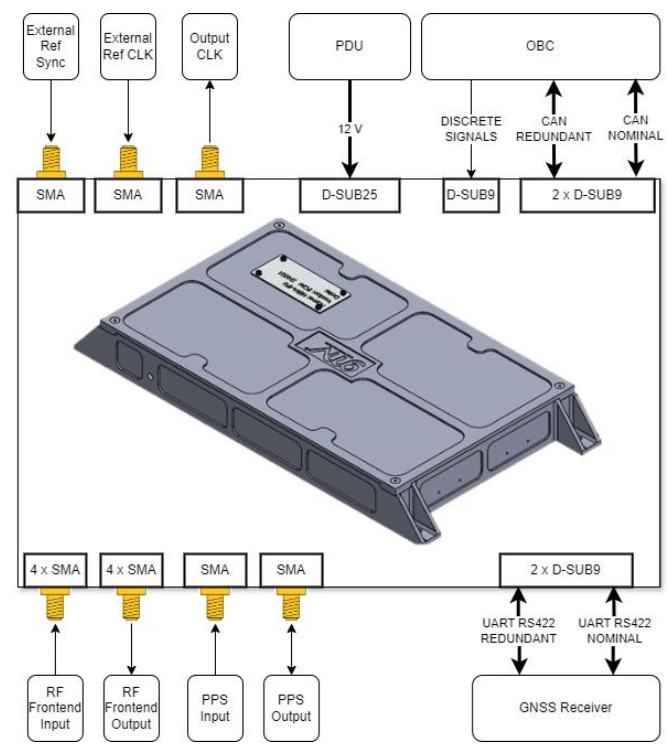 External
Ref
Sync
External
Ref CLK
Output
CLK
PDU
OBC
12 V
DISCRETE
SIGNALS
CAN
REDUNDANT
CAN
NOMINAL
SMA
SMA
SMA
D-SUB25
D-SUB9
2 x D-SUB9
4 x SMA
4 x SMA
SMA
SMA
2 x D-SUB9
UART RS422
REDUNDANT
UART RS422
NOMINAL
RF
Frontend
Input
RF
Frontend
Output
PPS
Input
PPS
Output
GNSS Receiver